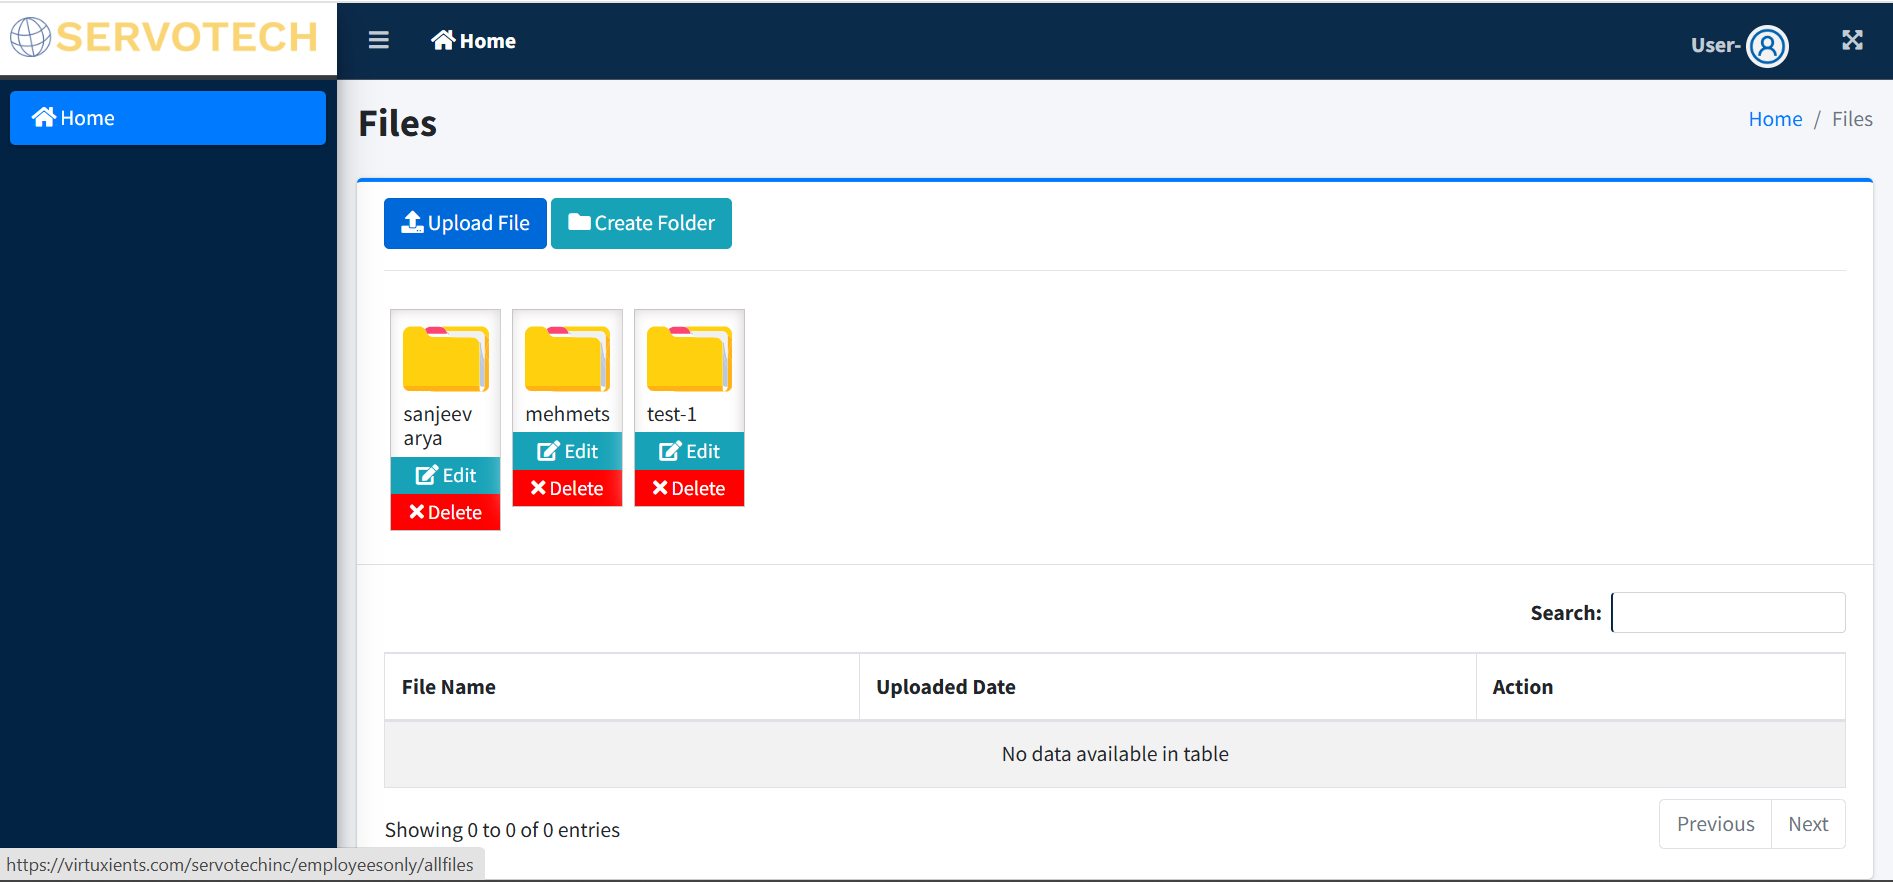 SERVOTECH
Home
User-
Home
Files
Home / Files
Upload File
Create Folder
sanjeev
arya
Edit
Delete
mehmets
Edit
Delete
test-1
Edit
Delete
Search:
File Name
Uploaded Date
Action
No data available in table
Showing 0 to 0 of 0 entries
Previous
Next
https://virtuxients.com/servotechinc/employeesonly/allfiles